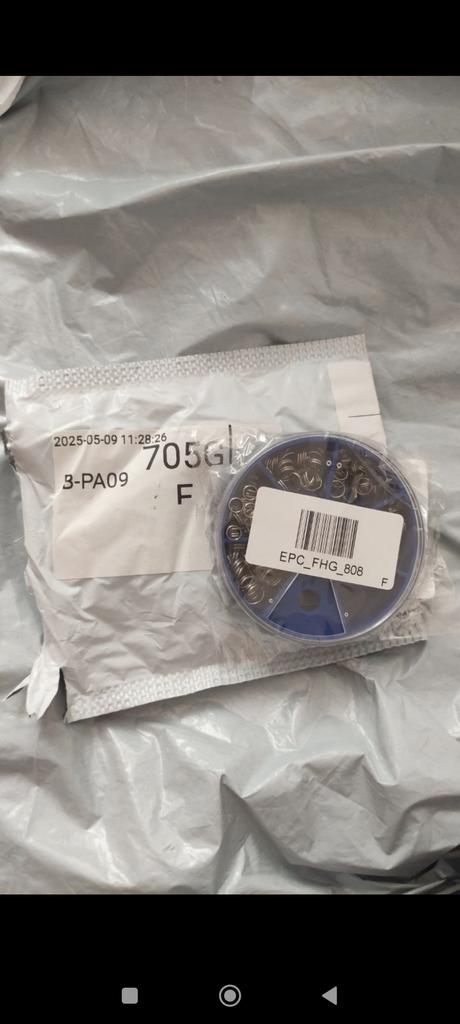 2025-05-09 11:28:26
705G
B-PA09
F
EPC_FHG_808
F